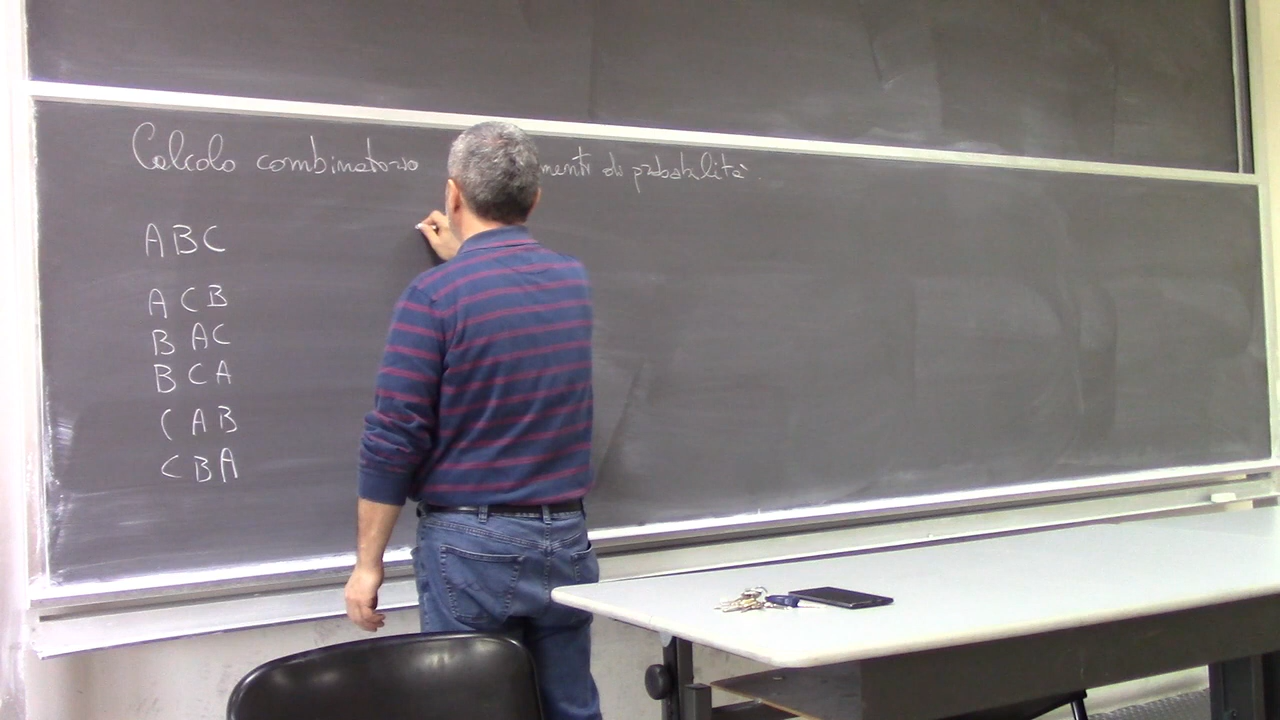 Calcolo combinatorio menti di probabilità.
ABC
ACB
BAC
BCA
CAB
CBA